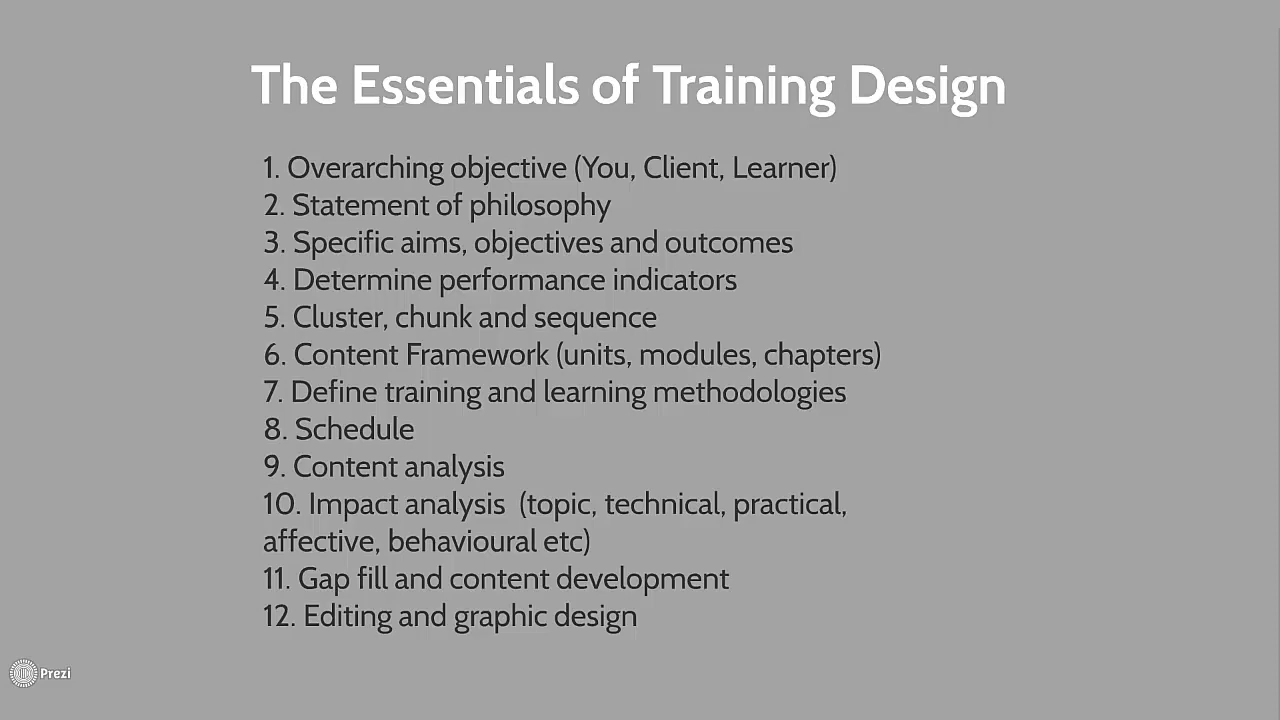 The Essentials of Training Design
1. Overarching objective (You, Client, Learner)
2. Statement of philosophy
3. Specific aims, objectives and outcomes
4. Determine performance indicators
5. Cluster, chunk and sequence
6. Content Framework (units, modules, chapters)
7. Define training and learning methodologies
8. Schedule
9. Content analysis
10. Impact analysis  (topic, technical, practical,
affective, behavioural etc)
11. Gap fill and content development
12. Editing and graphic design
Prezi